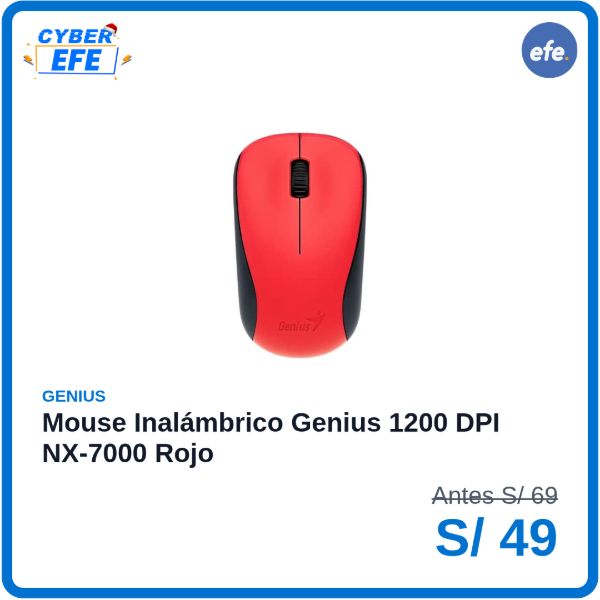 CYBER
EFE
efe.
Genius
GENIUS
Mouse Inalámbrico Genius 1200 DPI
NX-7000 Rojo
Antes S/ 69
S/ 49